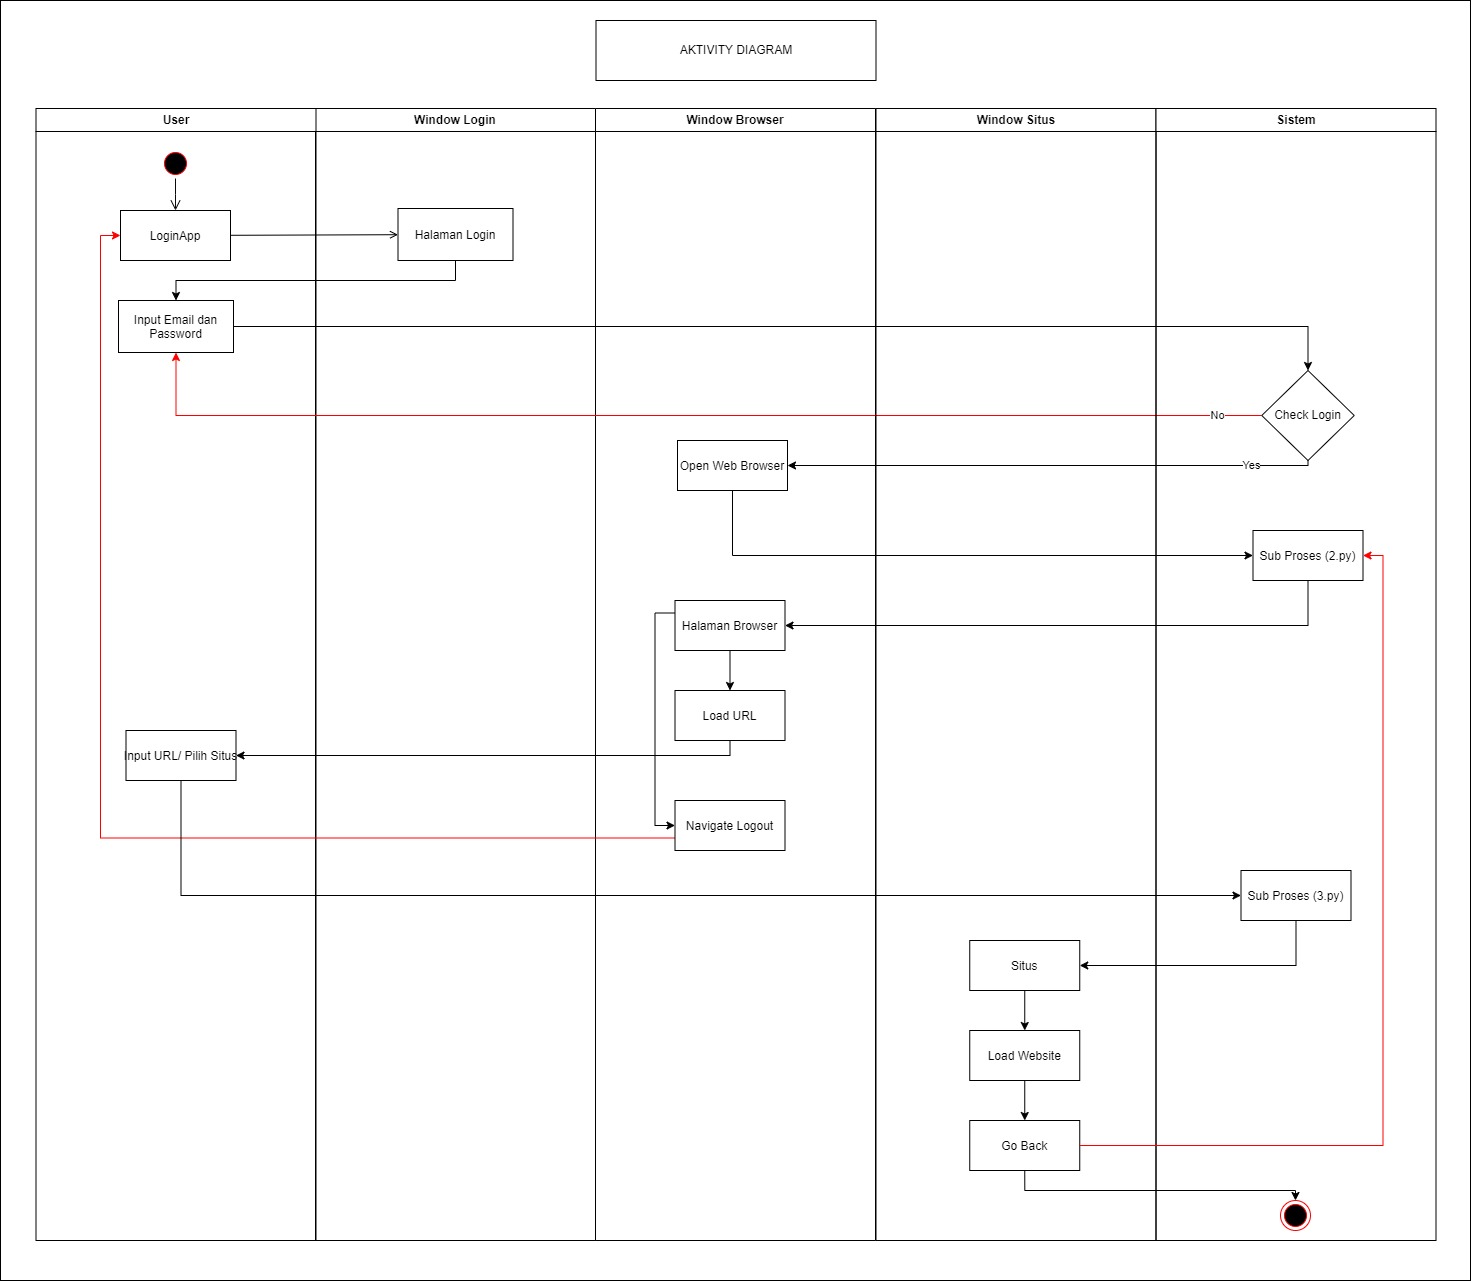 AKTIVITY DIAGRAM
User
Window Login
Window Browser
Window Situs
Sistem
LoginApp
Halaman Login
Input Email dan
Password
Check Login
No
Yes
Open Web Browser
Sub Proses (2.py)
Halaman Browser
Load URL
Input URL/ Pilih Situs
Navigate Logout
Sub Proses (3.py)
Situs
Load Website
Go Back